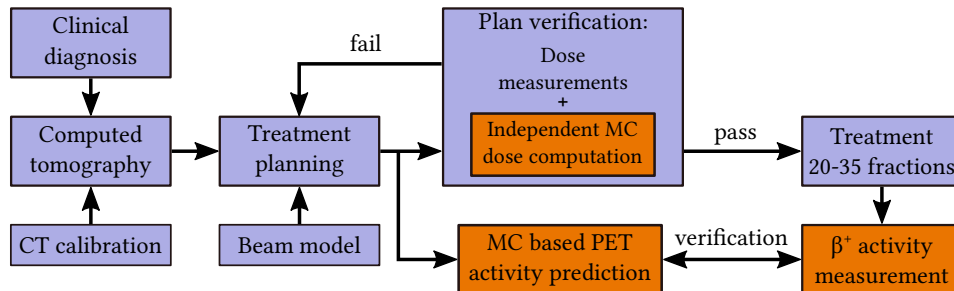 Clinical
diagnosis
Computed
tomography
CT calibration
fail
Treatment
planning
Beam model
Plan verification:
Dose
measurements
+
Independent MC
dose computation
MC based PET
activity prediction
pass
verification
Treatment
20-35 fractions
β⁺ activity
measurement